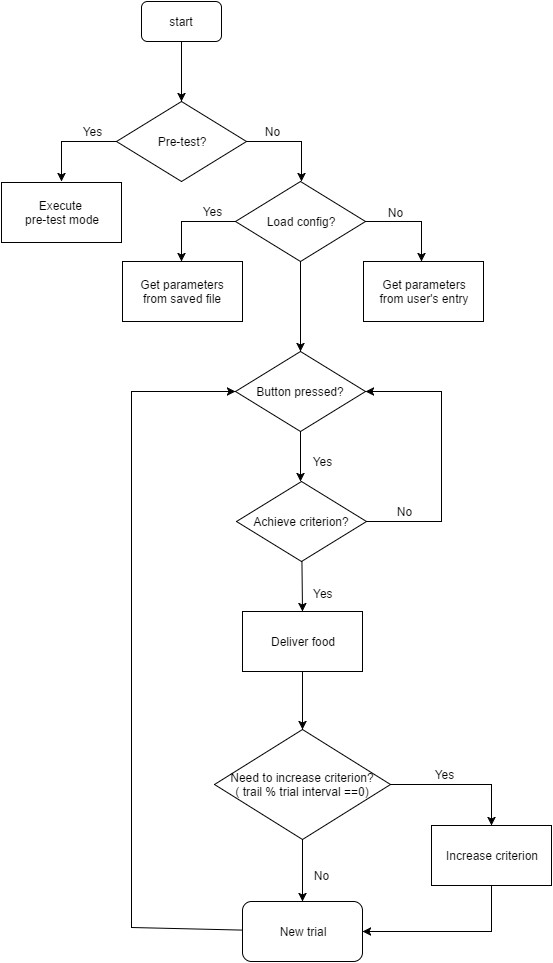 start
Pre-test?
Yes
No
Execute
pre-test mode
Load config?
Yes
No
Get parameters
from saved file
Get parameters
from user's entry
Button pressed?
Yes
Achieve criterion?
No
Yes
Deliver food
Need to increase criterion?
( trail % trial interval ==0)
Yes
Increase criterion
No
New trial